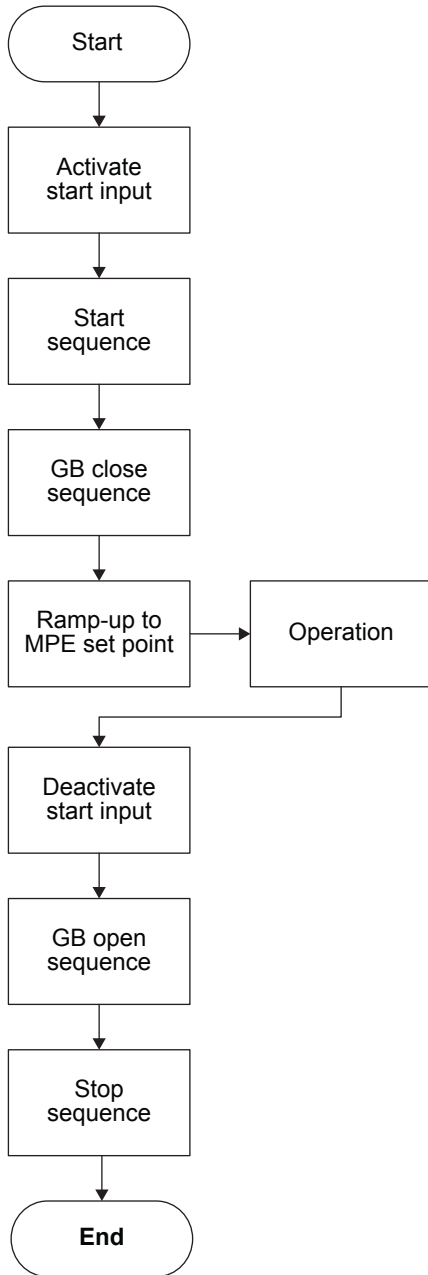 Start
Activate
start input
Start
sequence
GB close
sequence
Ramp-up to
MPE set point
Operation
Deactivate
start input
GB open
sequence
Stop
sequence
End